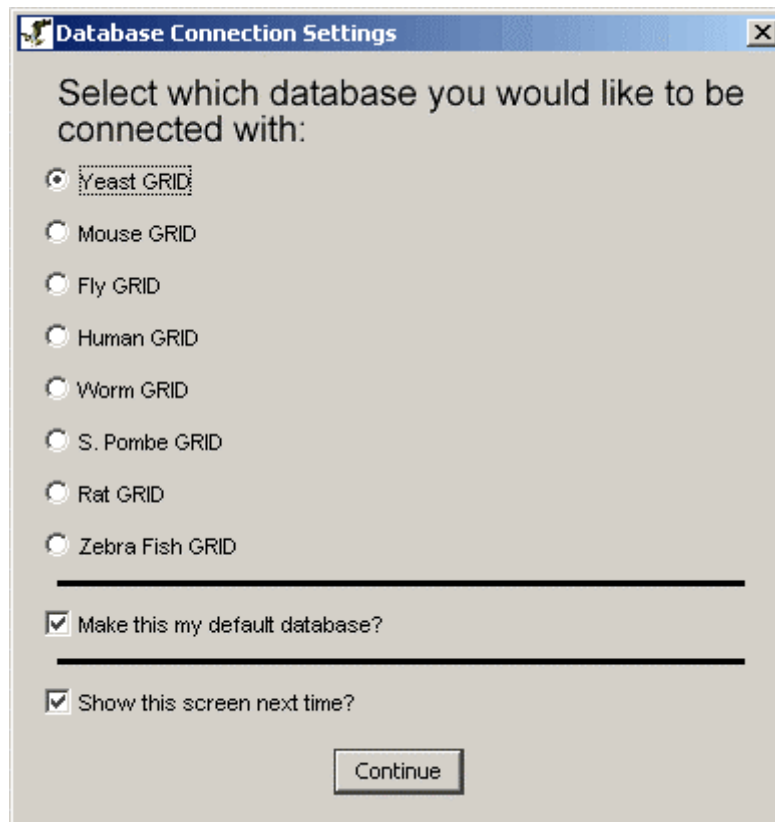 Database Connection Settings
Select which database you would like to be
connected with:
Yeast GRID
Mouse GRID
Fly GRID
Human GRID
Worm GRID
S. Pombe GRID
Rat GRID
Zebra Fish GRID
Make this my default database?
Show this screen next time?
Continue